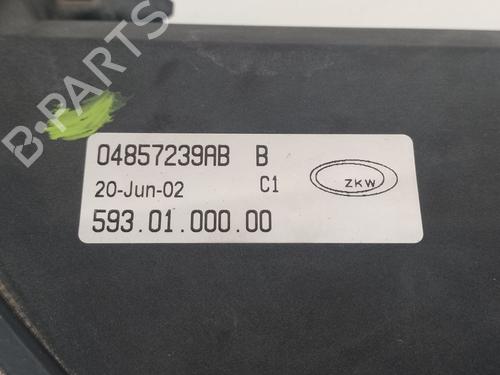 B-PARTS
04857239AB B
20-Jun-02 C1
ZKW
593.01.000.00